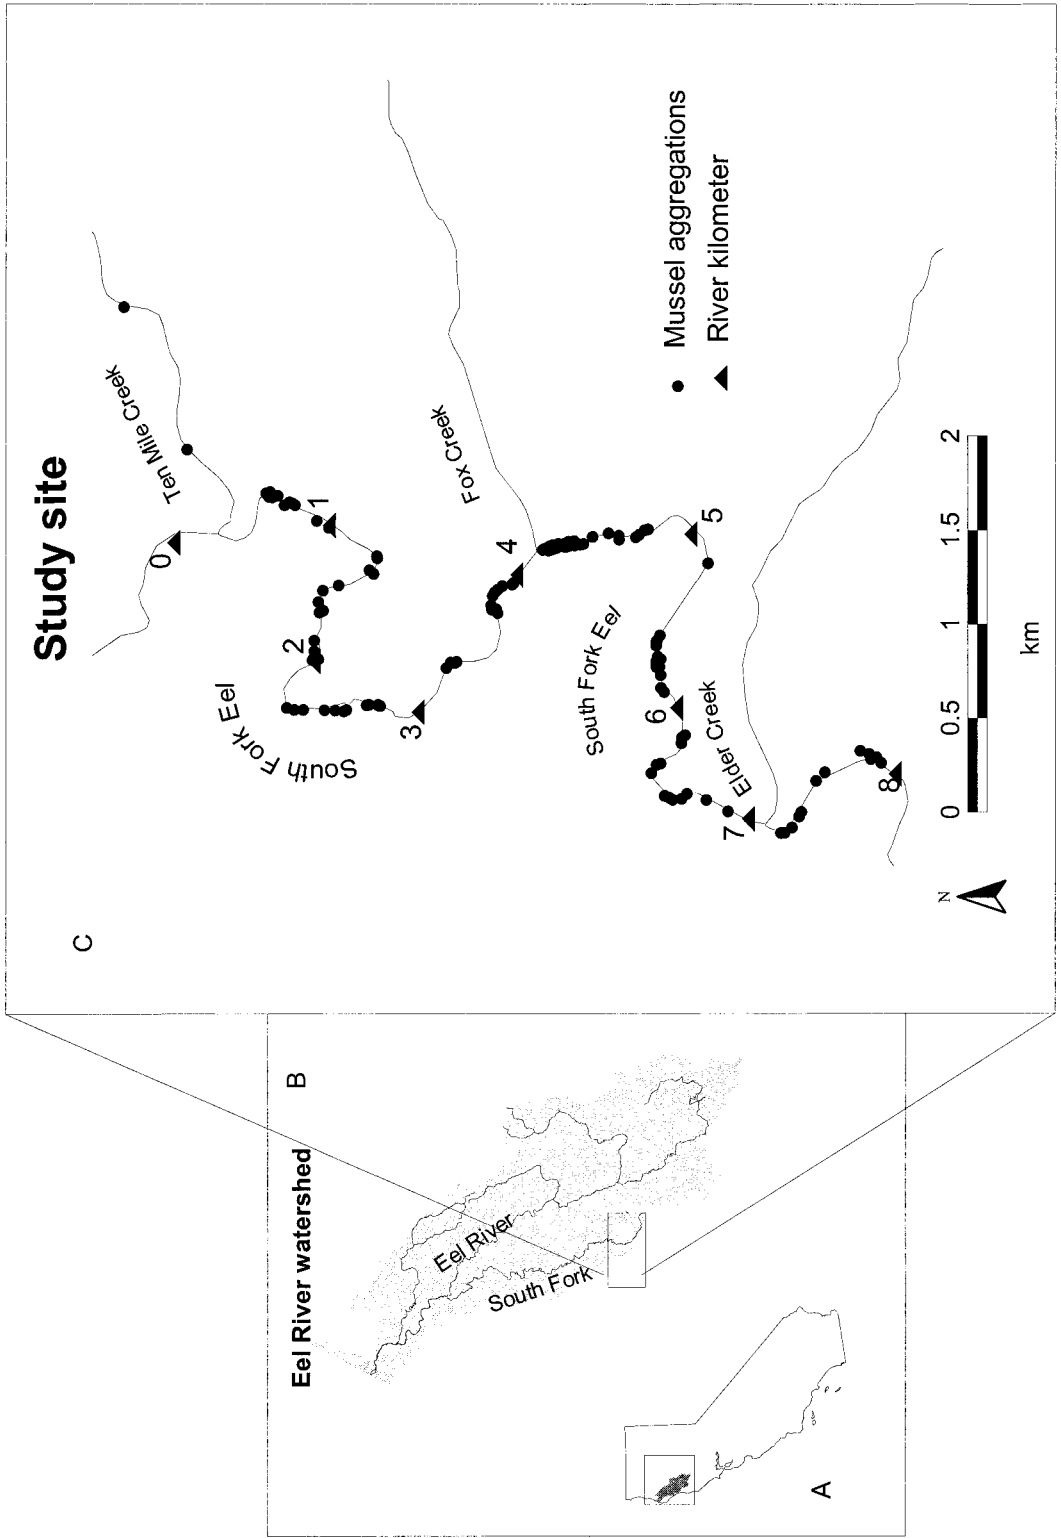 A
Eel River watershed
B
Eel River
South Fork
C
Study site
Ten Mile Creek
0
1
2
South Fork Eel
3
Fox Creek
4
5
South Fork Eel
6
Elder Creek
7
8
Mussel aggregations
River kilometer
N
0 0.5 1 1.5 2
km